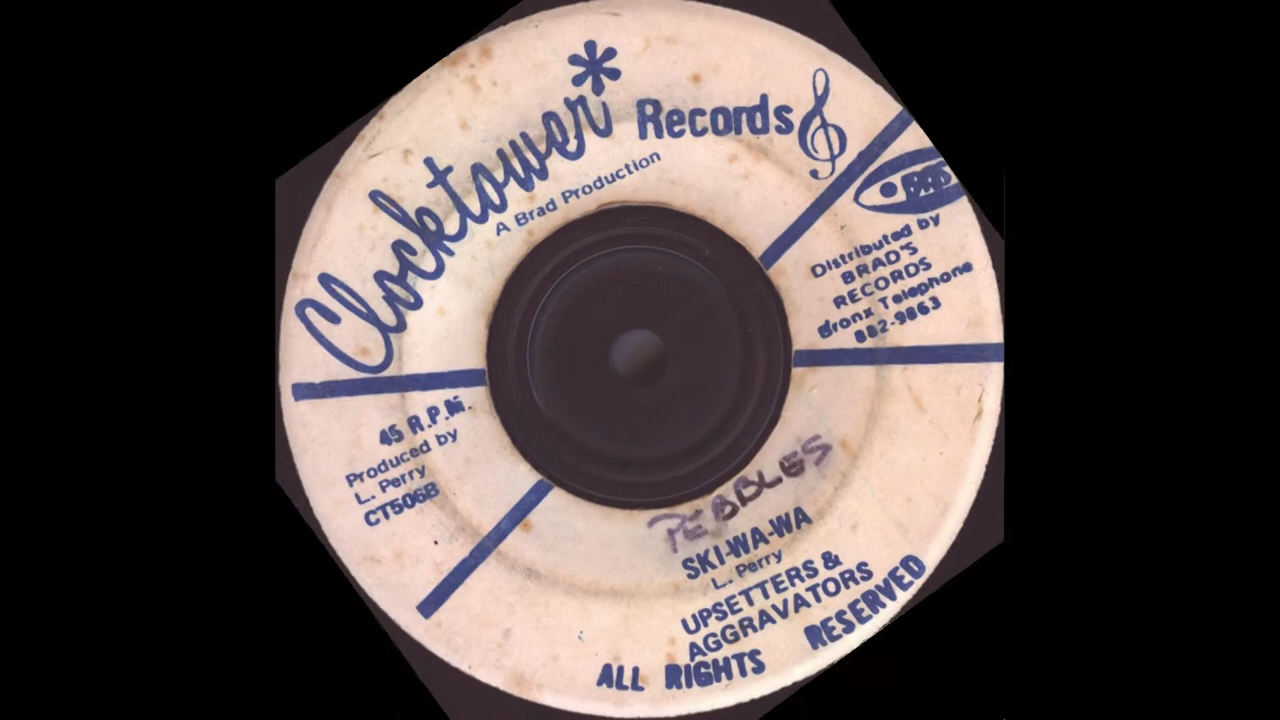 Clocktower* Records
A Brad Production
Distributed by
BRAD'S
RECORDS
Bronx Telephone
882-9863
45 R.P.M.
Produced by
L. Perry
CT506B
PEBBLES
SKI-WA-WA
L. Perry
UPSETTERS &
AGGRAVATORS
ALL RIGHTS RESERVED